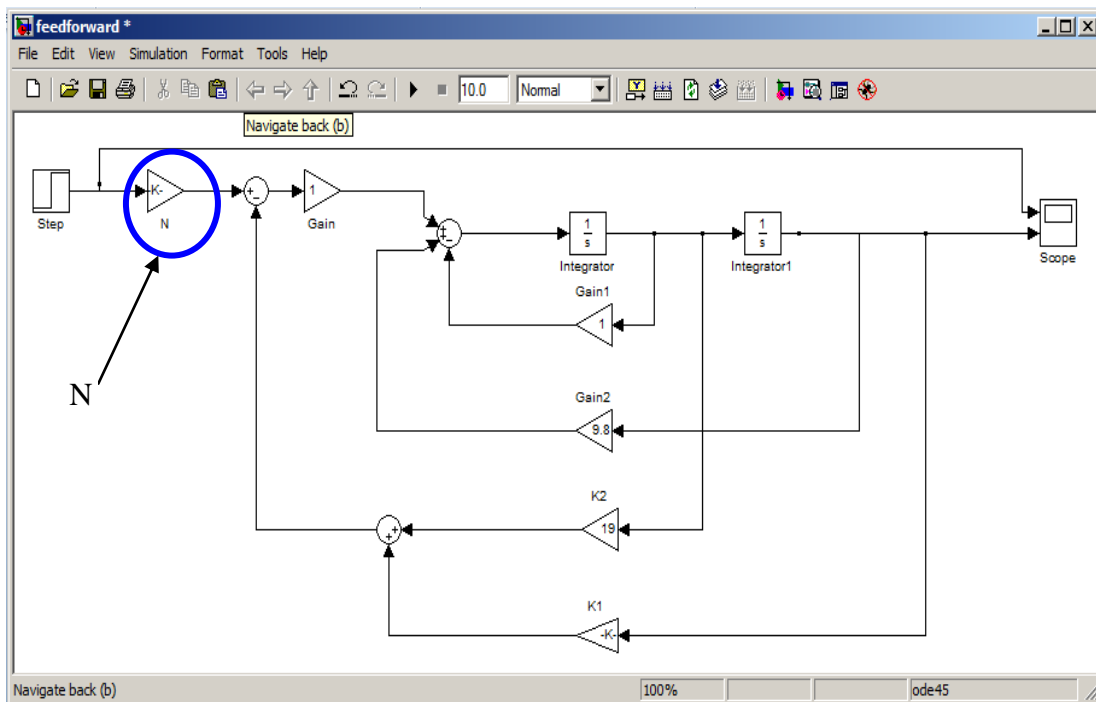 feedforward *
File Edit View Simulation Format Tools Help
10.0 Normal
Navigate back (b)
Step
K-
N
+
-
1
Gain
+
+
-
1
s
Integrator
1
s
Integrator1
Scope
Gain1
1
Gain2
9.8
K2
19
+
+
K1
-K-
N
Navigate back (b) 100% ode45